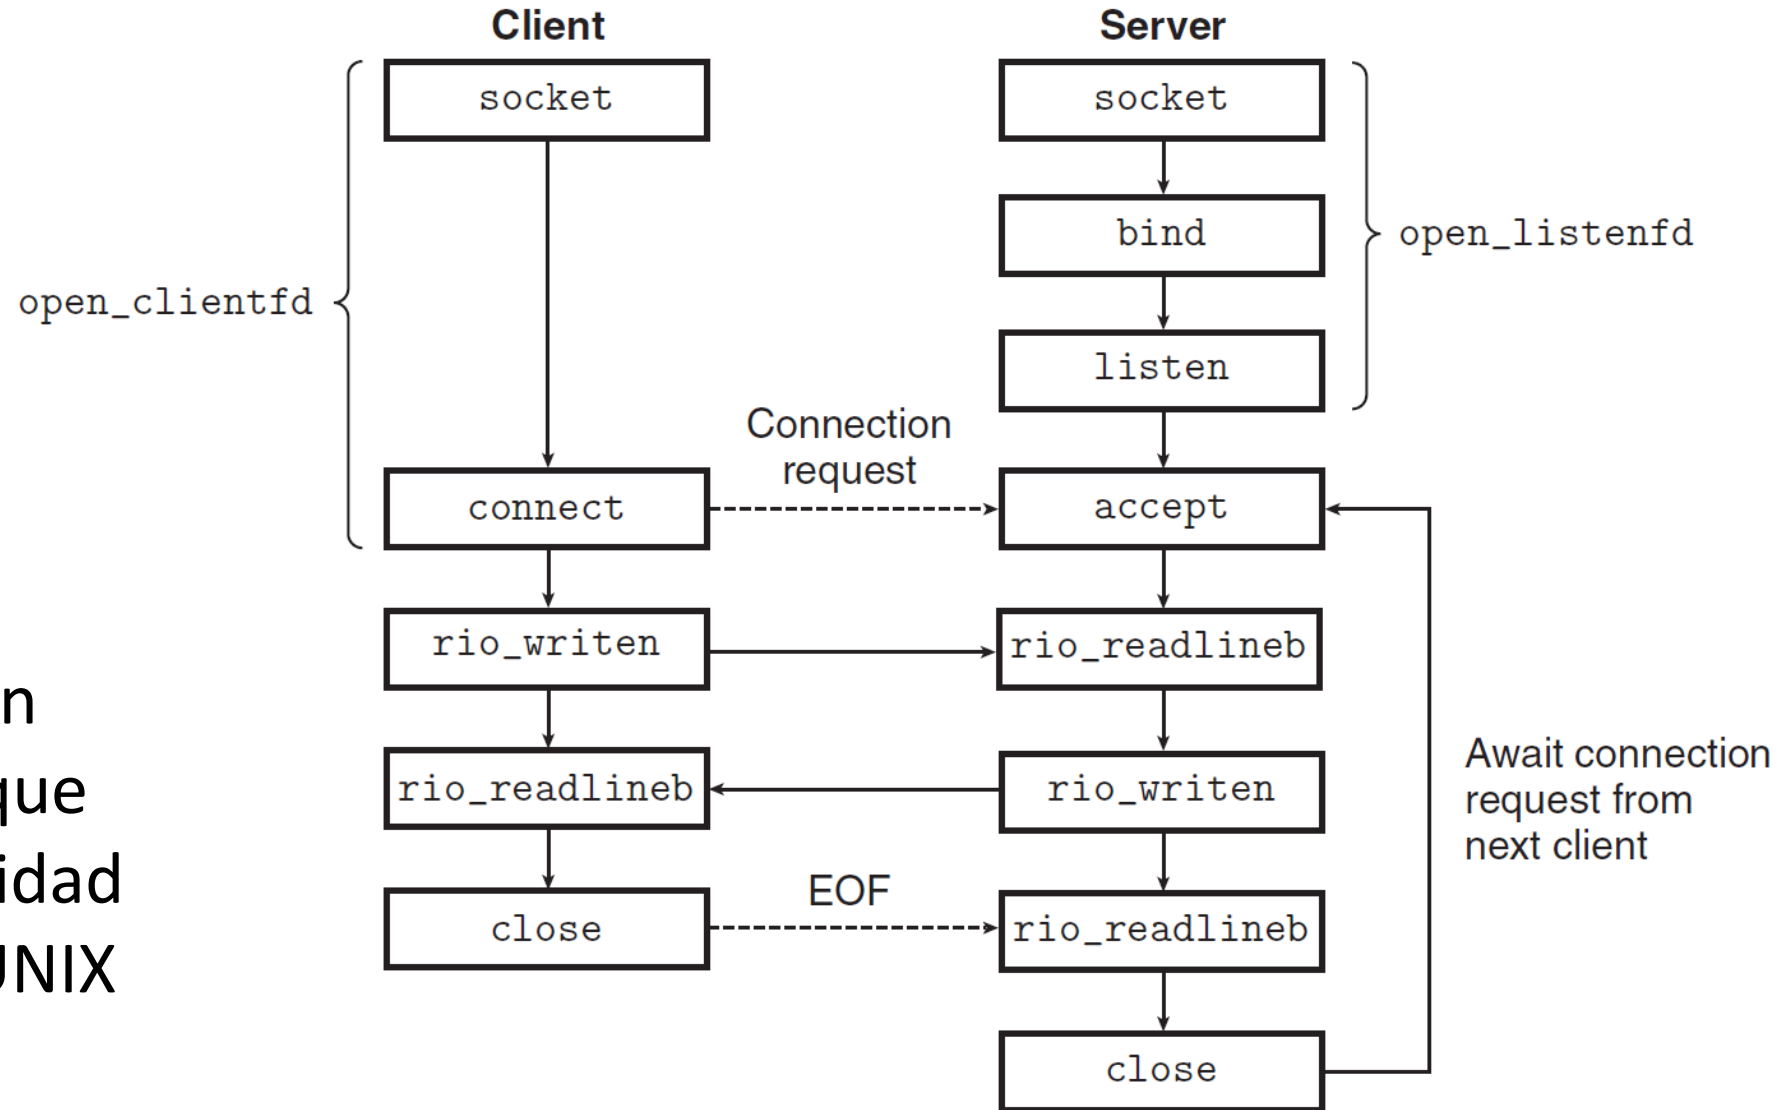 Client
Server
socket
socket
bind
open_listenfd
open_clientfd
listen
Connection
request
connect
accept
rio_writen
rio_readlineb
n
que
idad
UNIX
rio_readlineb
rio_writen
Await connection
request from
next client
EOF
close
rio_readlineb
close